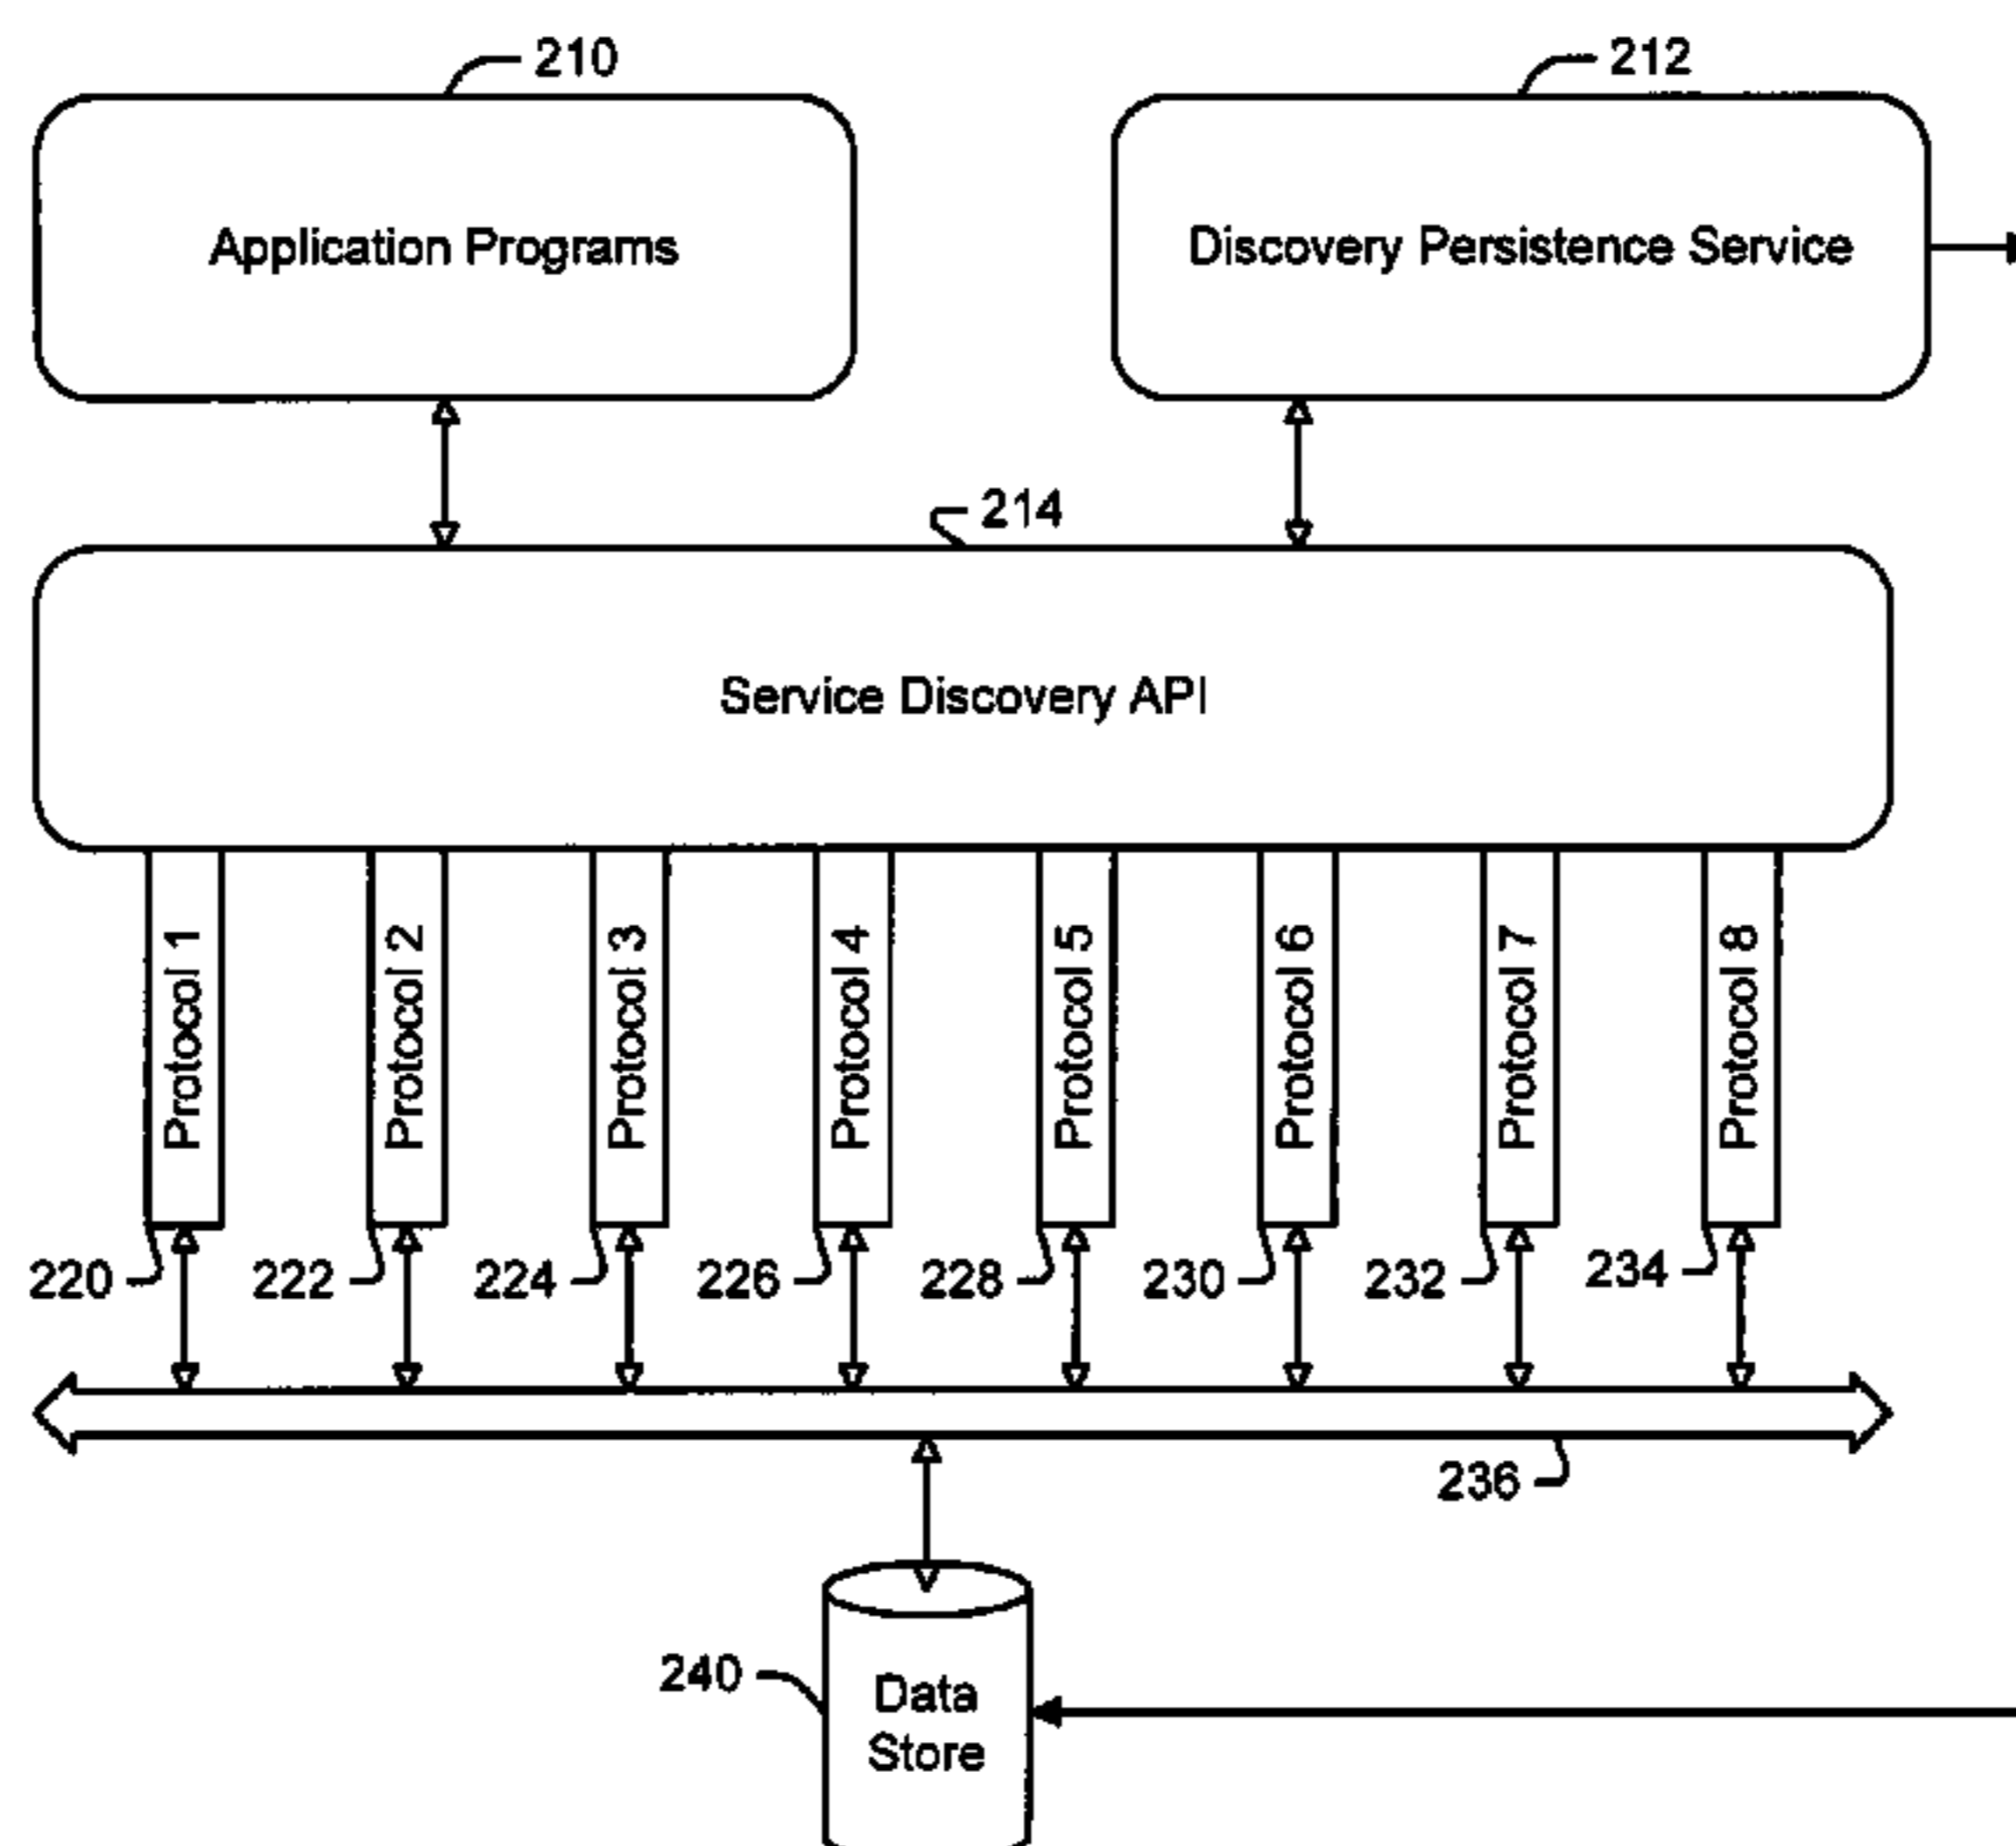 210
212
Application Programs
Discovery Persistence Service
214
Service Discovery API
Protocol 1
Protocol 2
Protocol 3
Protocol 4
Protocol 5
Protocol 6
Protocol 7
Protocol 8
220
222
224
226
228
230
232
234
236
240
Data
Store